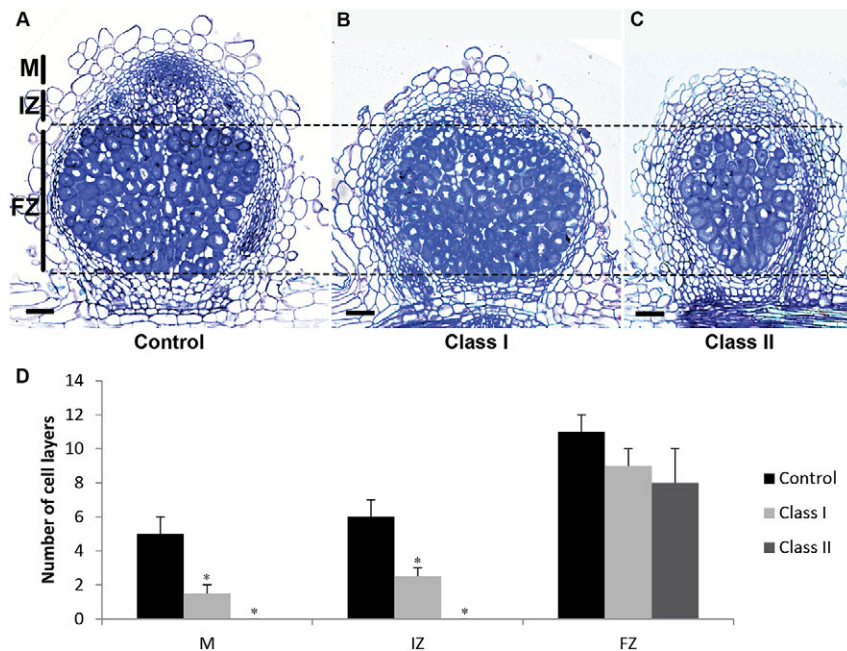 A
B
C
M
IZ
FZ
Control
Class I
Class II
D
Number of cell layers
14
12
10
8
6
4
2
0
*
*
*
*
M
IZ
FZ
Control
Class I
Class II